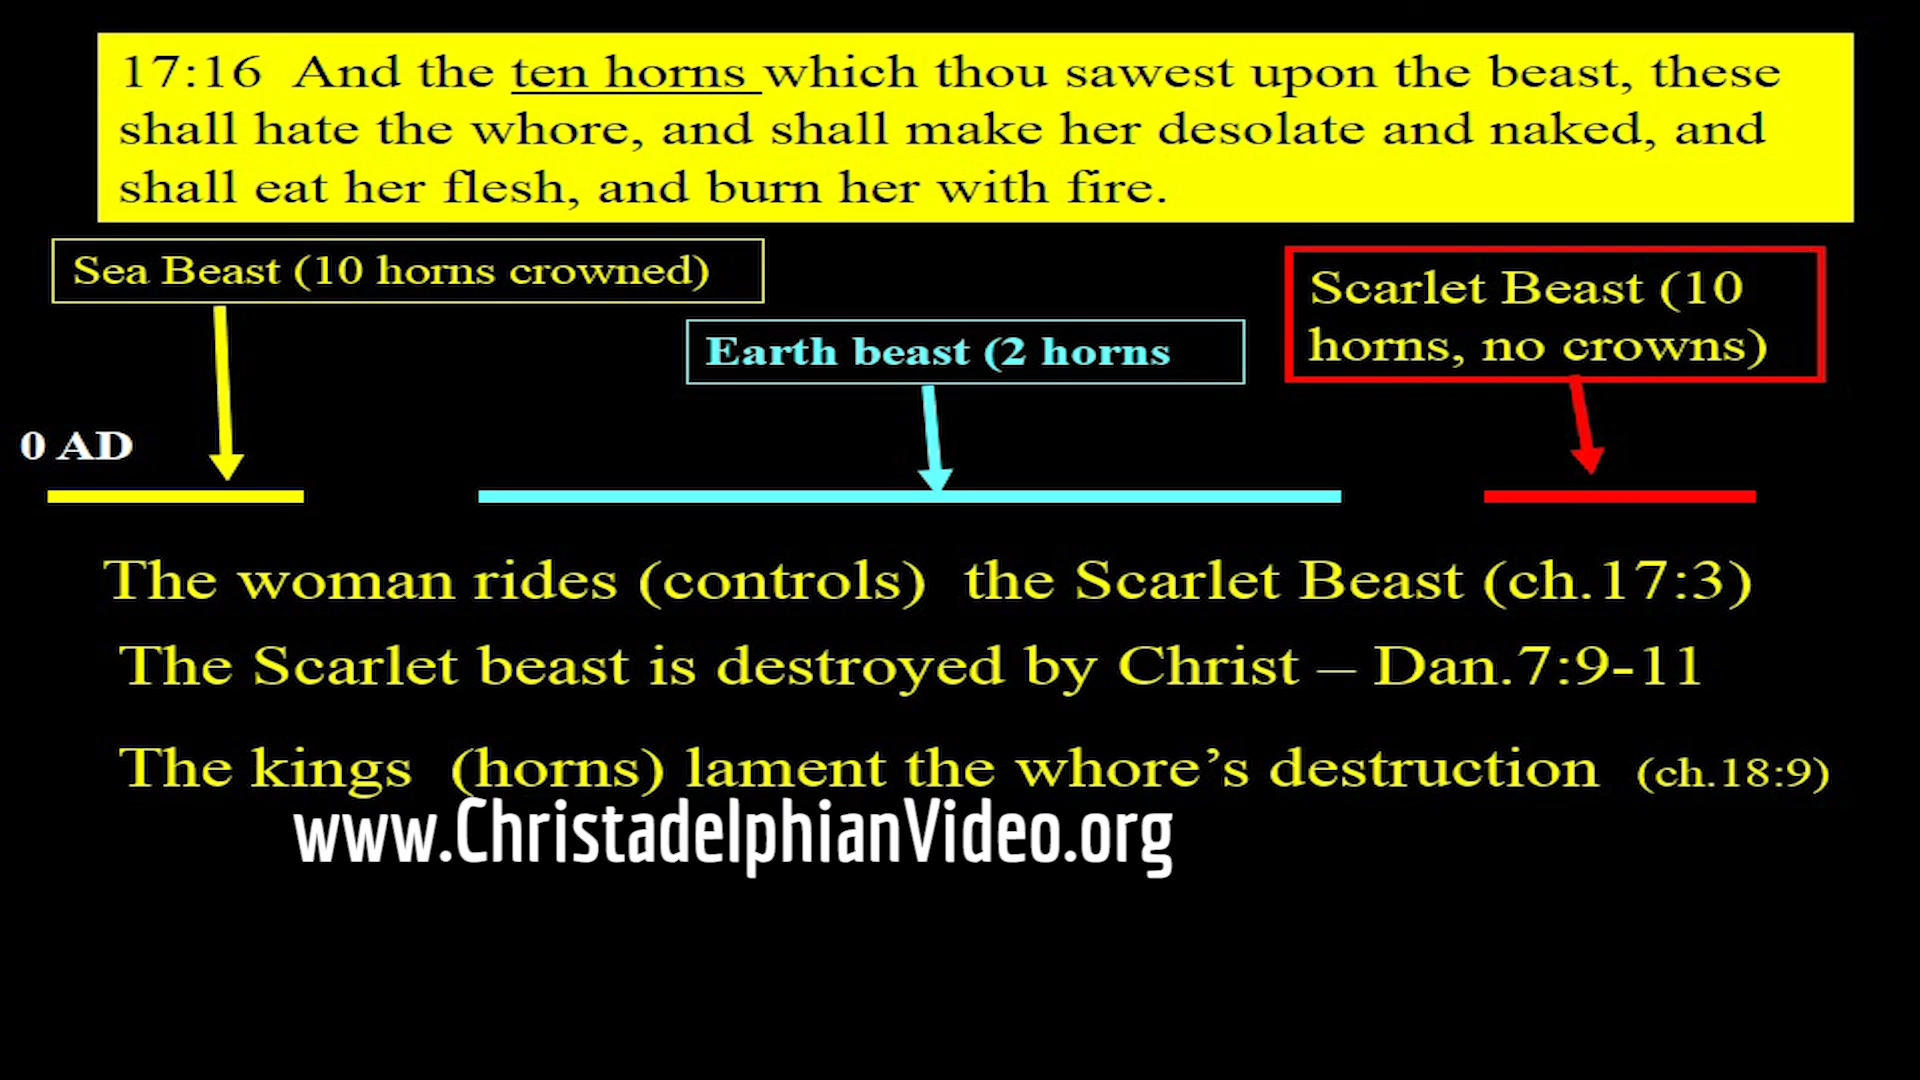 17:16 And the ten horns which thou sawest upon the beast, these
shall hate the whore, and shall make her desolate and naked, and
shall eat her flesh, and burn her with fire.
Sea Beast (10 horns crowned)
Scarlet Beast (10
horns, no crowns)
Earth beast (2 horns
0 AD
The woman rides (controls) the Scarlet Beast (ch.17:3)
The Scarlet beast is destroyed by Christ – Dan.7:9-11
The kings (horns) lament the whore’s destruction (ch.18:9)
www.ChristadelphianVideo.org